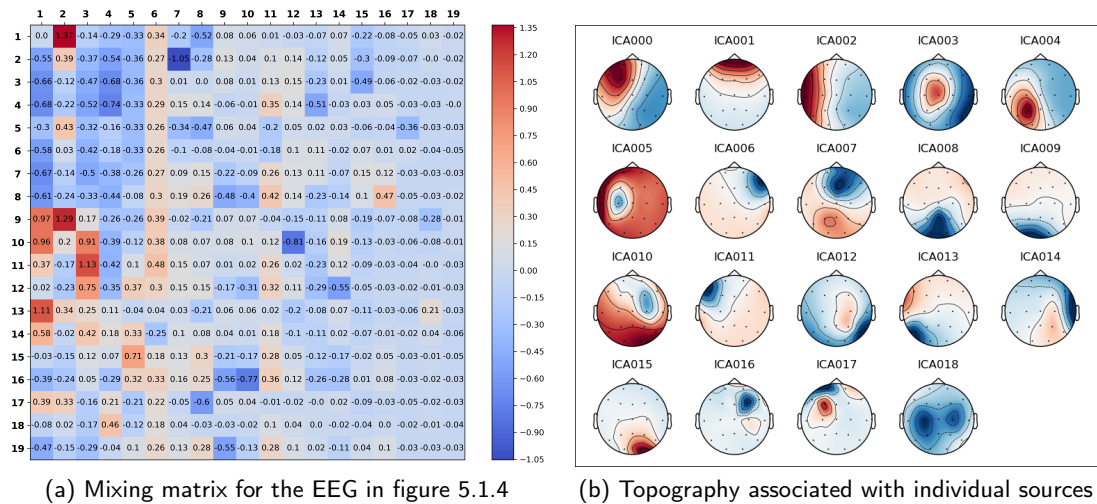 1 2 3 4 5 6 7 8 9 10 11 12 13 14 15 16 17 18 19
1 0.0 1.37 -0.14 -0.29 -0.33 0.34 -0.2 -0.52 0.08 0.06 0.01 -0.03 -0.07 0.07 -0.22 -0.08 -0.05 0.03 -0.02
2 -0.55 0.39 -0.37 -0.54 -0.36 0.27 -1.05 -0.28 0.13 0.04 0.1 0.14 -0.12 0.05 -0.3 -0.09 -0.07 -0.0 -0.02
3 -0.66 -0.12 -0.47 -0.68 -0.36 0.3 0.01 0.0 -0.08 -0.01 0.13 0.15 -0.06 0.01 -0.49 -0.03 -0.06 -0.01 -0.02
4 -0.68 -0.22 -0.52 -0.74 -0.33 0.29 0.15 0.14 -0.06 -0.01 0.35 0.14 -0.51 0.01 -0.09 -0.03 -0.03 -0.03 -0.0
5 -0.3 0.43 -0.32 -0.16 -0.33 0.26 -0.34 -0.47 0.06 0.04 -0.2 0.05 0.02 0.03 -0.06 -0.04 -0.36 -0.03 -0.03
6 -0.58 0.03 -0.42 -0.18 -0.33 0.26 -0.1 -0.08 -0.04 -0.01 -0.18 0.1 0.11 -0.02 0.07 0.01 -0.07 -0.05 -0.03
7 -0.67 -0.14 -0.5 -0.38 -0.26 0.27 0.09 0.15 -0.22 -0.09 0.26 0.13 0.11 -0.07 0.15 0.12 -0.03 -0.03 -0.03
8 -0.61 -0.24 -0.33 -0.44 -0.08 0.3 0.19 0.26 -0.48 -0.4 0.42 0.14 -0.23 -0.14 0.1 0.47 -0.02 -0.03 -0.03
9 0.97 1.29 0.17 -0.26 -0.26 0.39 -0.02 -0.21 0.07 0.07 -0.04 -0.15 -0.11 0.08 -0.19 -0.07 -0.08 -0.28 -0.01
10 0.96 0.2 0.91 -0.39 -0.12 0.38 0.08 0.07 0.08 0.1 0.12 -0.81 -0.16 0.19 -0.13 -0.04 -0.05 -0.02 -0.01
11 0.37 -0.17 1.13 -0.42 0.1 0.48 0.15 0.07 0.01 0.03 0.26 0.02 -0.23 0.12 -0.09 -0.03 -0.04 -0.0 -0.03
12 0.02 -0.23 0.75 -0.35 0.37 0.3 0.15 0.15 -0.17 -0.31 0.32 0.11 -0.29 -0.55 -0.02 -0.02 -0.03 -0.02 -0.02
13 1.11 0.34 0.25 0.11 -0.04 0.04 0.03 -0.21 0.06 0.06 0.02 -0.2 -0.08 0.07 -0.11 -0.03 -0.06 0.21 -0.03
14 0.58 -0.02 0.42 0.18 0.33 -0.25 0.1 0.08 0.04 0.01 0.18 -0.1 -0.11 -0.02 -0.07 -0.01 -0.02 -0.04 -0.06
15 -0.03 -0.15 0.12 0.07 0.71 0.18 0.13 0.3 -0.21 -0.17 0.28 0.05 -0.02 -0.11 -0.03 -0.02 -0.03 -0.01 -0.05
16 -0.39 -0.24 0.05 -0.29 0.32 0.33 0.16 0.25 -0.56 -0.77 0.36 0.12 -0.28 -0.28 0.01 0.08 -0.03 -0.02 -0.03
17 0.39 0.33 -0.16 0.21 -0.21 0.22 -0.05 -0.6 0.05 0.04 -0.01 -0.02 -0.0 0.02 -0.07 -0.04 -0.03 -0.01 -0.03
18 -0.08 0.02 -0.17 0.46 -0.12 0.18 0.04 -0.03 -0.03 -0.02 0.1 0.04 0.0 -0.02 -0.0 -0.0 -0.02 -0.03 -0.03
19 -0.47 -0.15 -0.29 -0.04 0.1 0.26 0.13 0.28 -0.55 -0.13 0.28 0.1 -0.09 -0.11 0.04 0.1 -0.03 -0.03 -0.03
1.35
1.20
1.05
0.90
0.75
0.60
0.45
0.30
0.15
0.00
-0.15
-0.30
-0.45
-0.60
-0.75
-0.90
-1.05
(a) Mixing matrix for the EEG in figure 5.1.4
ICA000 ICA001 ICA002 ICA003 ICA004
ICA005 ICA006 ICA007 ICA008 ICA009
ICA010 ICA011 ICA012 ICA013 ICA014
ICA015 ICA016 ICA017 ICA018
(b) Topography associated with individual sources